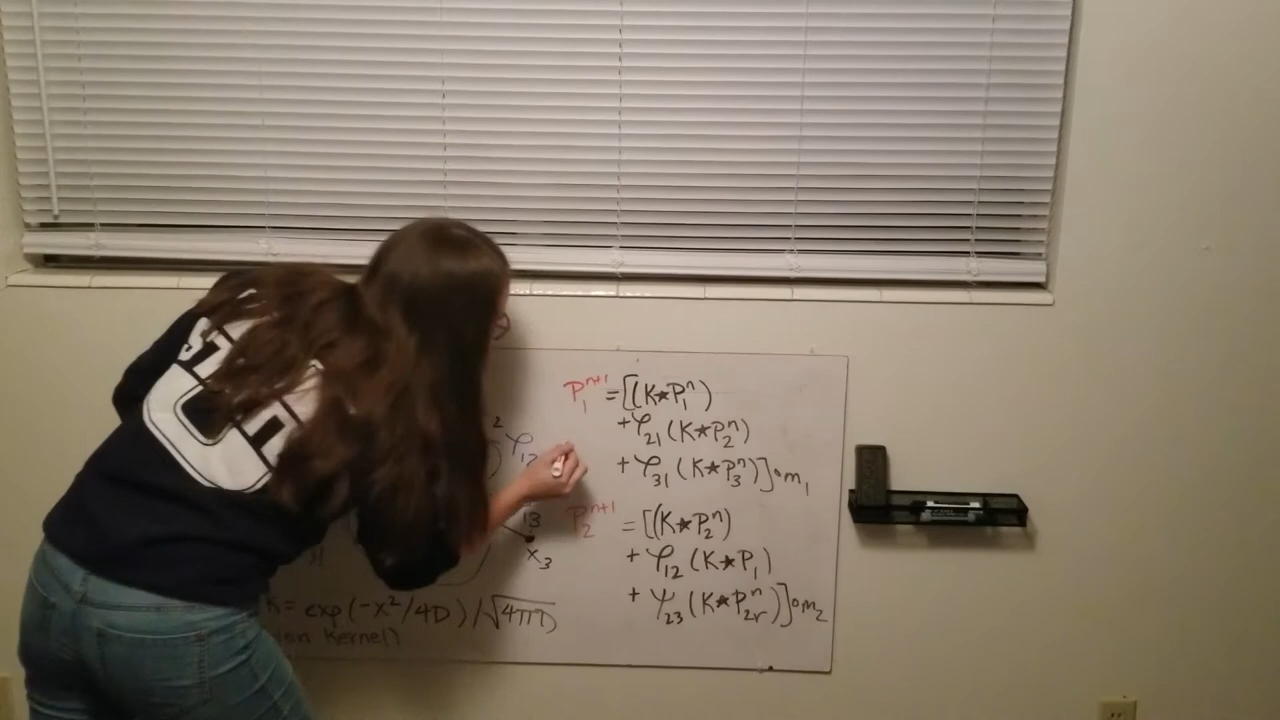 P₁ⁿ⁺¹ = [(K★P₁ⁿ)
+ φ₂₁(K★P₂ⁿ)
+ φ₃₁(K★P₃ⁿ)]∘m₁
P₂ⁿ⁺¹ = [(K★P₂ⁿ)
+ φ₁₂(K★P₁)
+ ψ₂₃(K★P₂ᵣⁿ)]∘m₂
2
φ₁₂
13
x₃
K = exp(-x²/4D)/√4πD
Kernel)